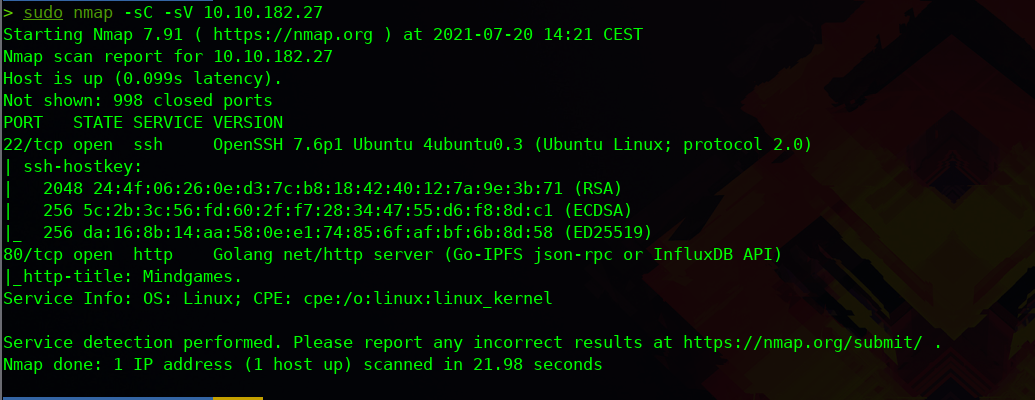 > sudo nmap -sC -sV 10.10.182.27
Starting Nmap 7.91 ( https://nmap.org ) at 2021-07-20 14:21 CEST
Nmap scan report for 10.10.182.27
Host is up (0.099s latency).
Not shown: 998 closed ports
PORT   STATE SERVICE VERSION
22/tcp open  ssh     OpenSSH 7.6p1 Ubuntu 4ubuntu0.3 (Ubuntu Linux; protocol 2.0)
| ssh-hostkey:
|   2048 24:4f:06:26:0e:d3:7c:b8:18:42:40:12:7a:9e:3b:71 (RSA)
|   256 5c:2b:3c:56:fd:60:2f:f7:28:34:47:55:d6:f8:8d:c1 (ECDSA)
|_  256 da:16:8b:14:aa:58:0e:e1:74:85:6f:af:bf:6b:8d:58 (ED25519)
80/tcp open  http    Golang net/http server (Go-IPFS json-rpc or InfluxDB API)
|_http-title: Mindgames.
Service Info: OS: Linux; CPE: cpe:/o:linux:linux_kernel
Service detection performed. Please report any incorrect results at https://nmap.org/submit/ .
Nmap done: 1 IP address (1 host up) scanned in 21.98 seconds